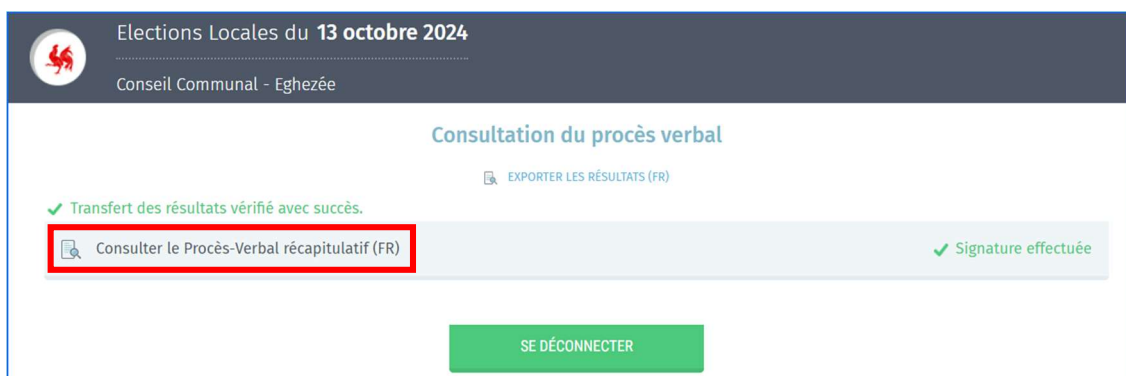 Elections Locales du 13 octobre 2024
Conseil Communal - Eghezée
Consultation du procès verbal
EXPORTER LES RÉSULTATS (FR)
Transfert des résultats vérifié avec succès.
Consulter le Procès-Verbal récapitulatif (FR) Signature effectuée
SE DÉCONNECTER